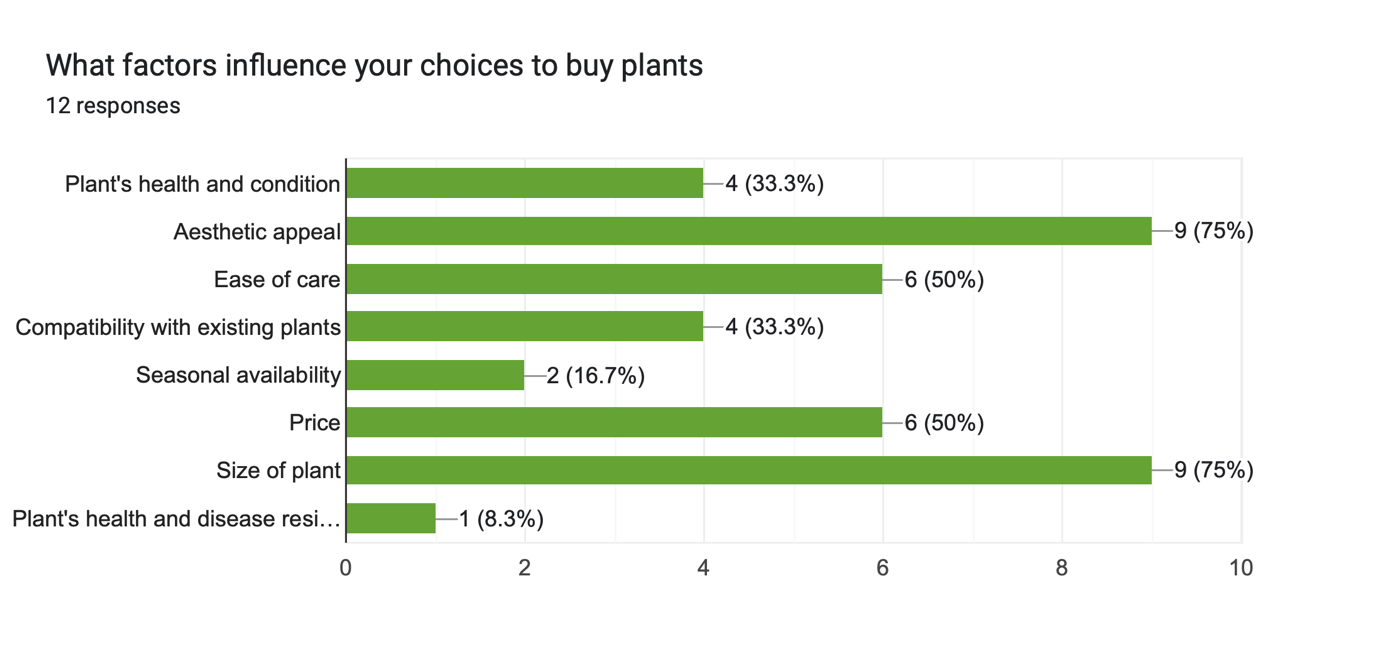 What factors influence your choices to buy plants
12 responses
Plant's health and condition 4 (33.3%)
Aesthetic appeal 9 (75%)
Ease of care 6 (50%)
Compatibility with existing plants 4 (33.3%)
Seasonal availability 2 (16.7%)
Price 6 (50%)
Size of plant 9 (75%)
Plant's health and disease resi… 1 (8.3%)
0 2 4 6 8 10